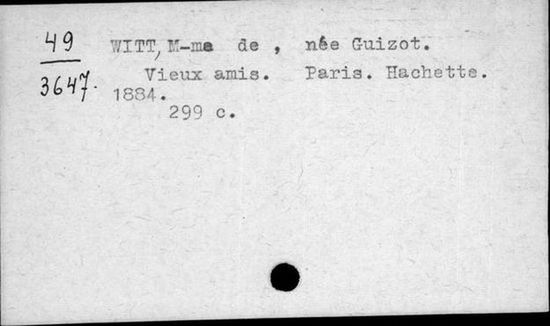 49
3647.
WITT, M-me de , née Guizot.
Vieux amis. Paris. Hachette.
1884.
299 c.